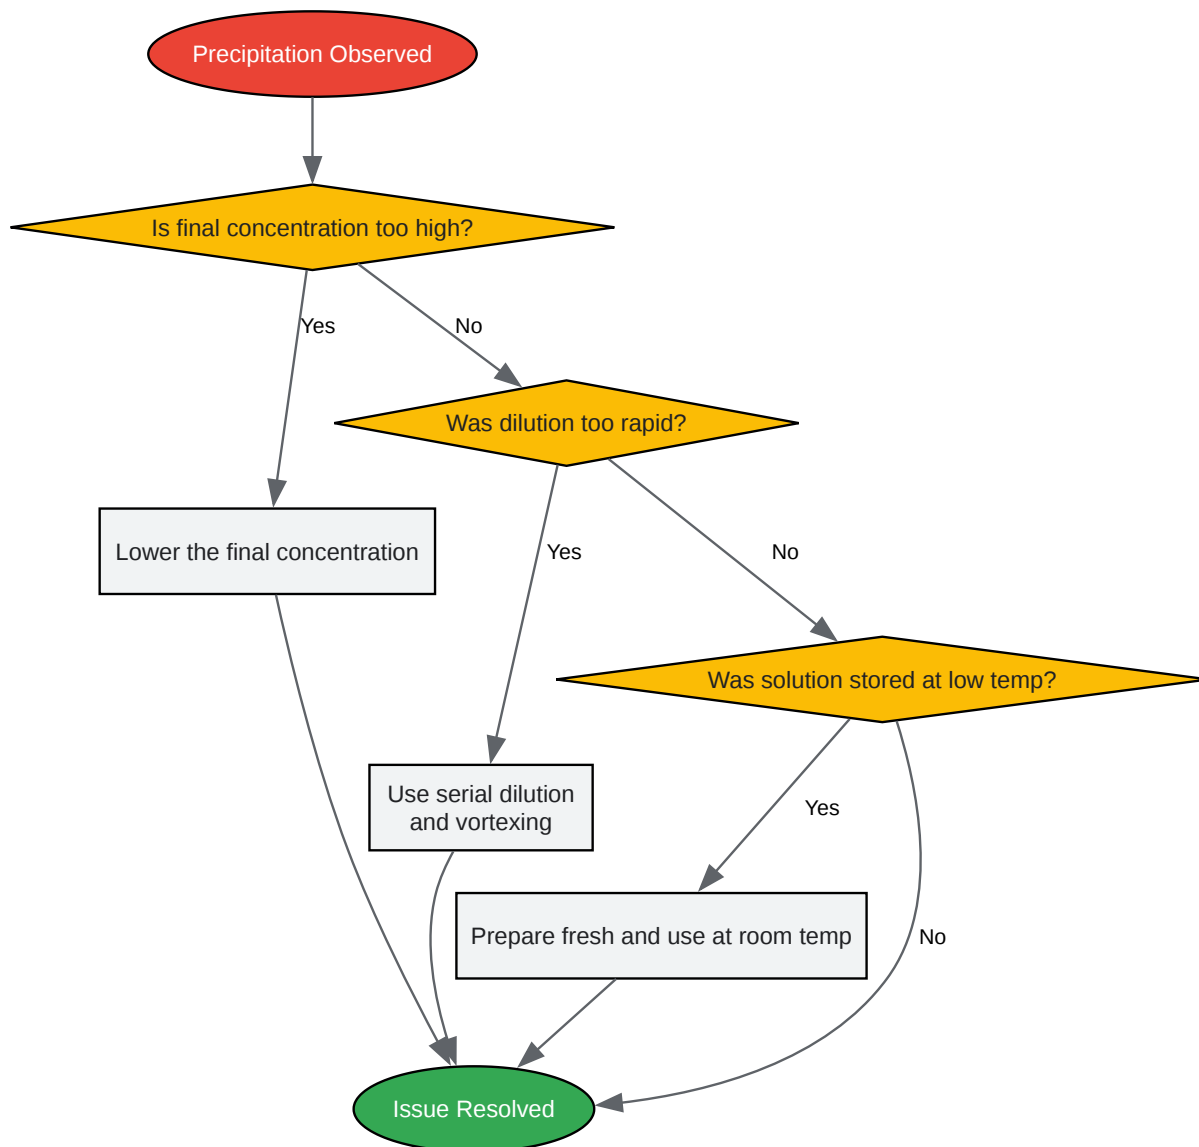 Precipitation Observed
Is final concentration too high?
Yes
No
Was dilution too rapid?
Lower the final concentration
Yes
No
Was solution stored at low temp?
Use serial dilution
and vortexing
Yes
Prepare fresh and use at room temp
No
Issue Resolved